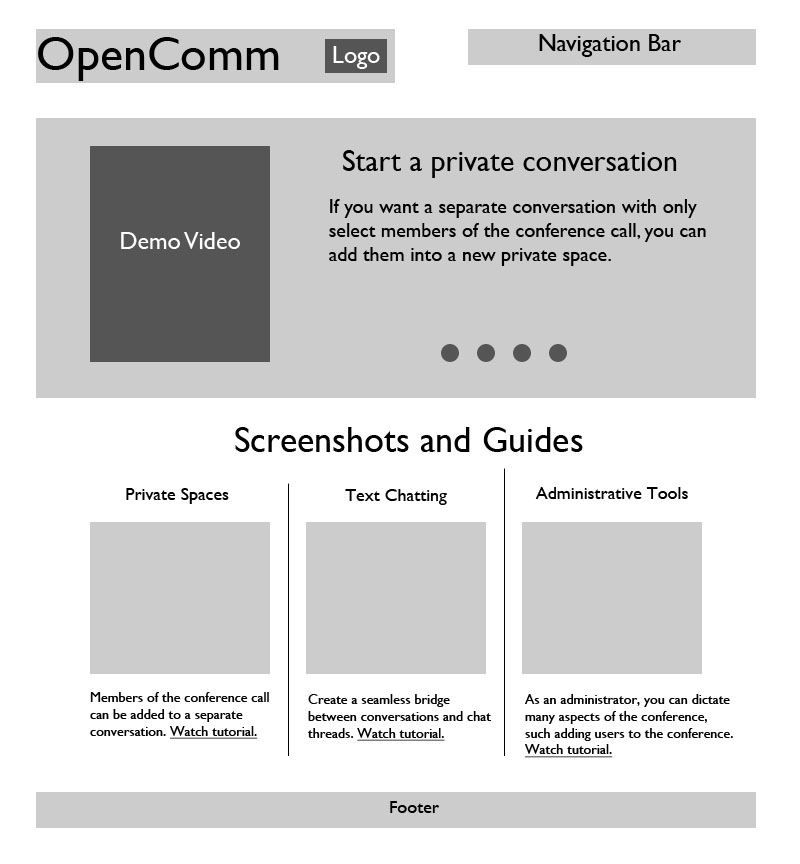 OpenComm
Logo
Navigation Bar
Demo Video
Start a private conversation
If you want a separate conversation with only
select members of the conference call, you can
add them into a new private space.
Screenshots and Guides
Private Spaces
Members of the conference call
can be added to a separate
conversation. Watch tutorial.
Text Chatting
Create a seamless bridge
between conversations and chat
threads. Watch tutorial.
Administrative Tools
As an administrator, you can dictate
many aspects of the conference,
such adding users to the conference.
Watch tutorial.
Footer